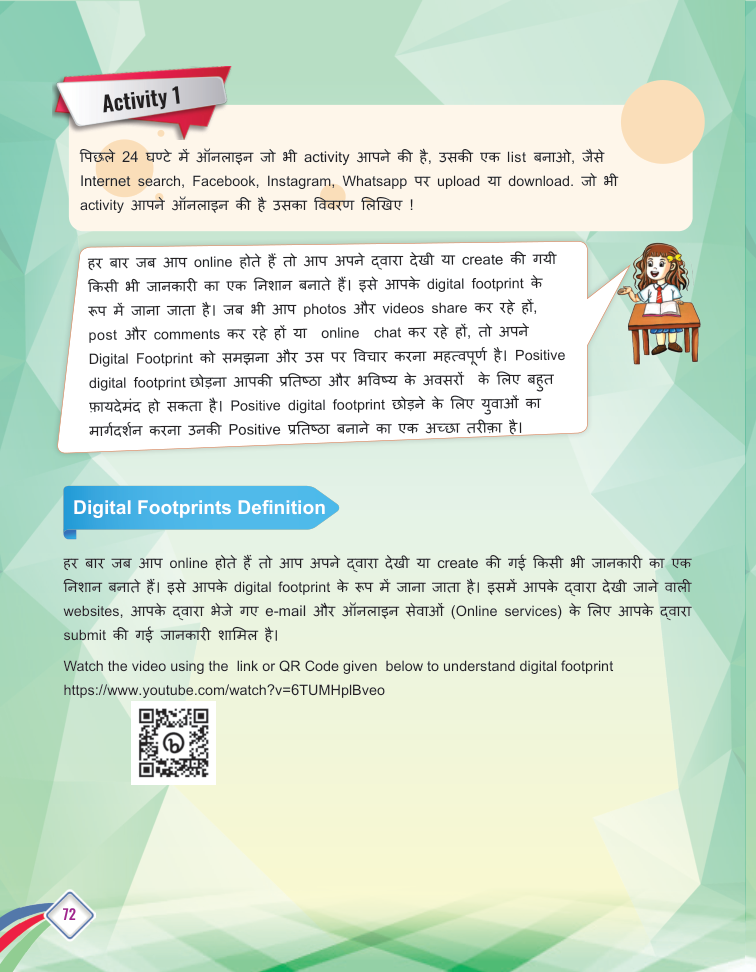 Activity 1
पिछले 24 घण्टे में ऑनलाइन जो भी activity आपने की है, उसकी एक list बनाओ, जैसे
Internet search, Facebook, Instagram, Whatsapp पर upload या download. जो भी
activity आपने ऑनलाइन की है उसका विवरण लिखिए !
हर बार जब आप online होते हैं तो आप अपने द्वारा देखी या create की गयी
किसी भी जानकारी का एक निशान बनाते हैं। इसे आपके digital footprint के
रूप में जाना जाता है। जब भी आप photos और videos share कर रहे हों,
post और comments कर रहे हों या online chat कर रहे हों, तो अपने
Digital Footprint को समझना और उस पर विचार करना महत्वपूर्ण है। Positive
digital footprint छोड़ना आपकी प्रतिष्ठा और भविष्य के अवसरों के लिए बहुत
फ़ायदेमंद हो सकता है। Positive digital footprint छोड़ने के लिए युवाओं का
मार्गदर्शन करना उनकी Positive प्रतिष्ठा बनाने का एक अच्छा तरीक़ा है।
Digital Footprints Definition
हर बार जब आप online होते हैं तो आप अपने द्वारा देखी या create की गई किसी भी जानकारी का एक
निशान बनाते हैं। इसे आपके digital footprint के रूप में जाना जाता है। इसमें आपके द्वारा देखी जाने वाली
websites, आपके द्वारा भेजे गए e-mail और ऑनलाइन सेवाओं (Online services) के लिए आपके द्वारा
submit की गई जानकारी शामिल है।
Watch the video using the link or QR Code given below to understand digital footprint
https://www.youtube.com/watch?v=6TUMHplBveo
72